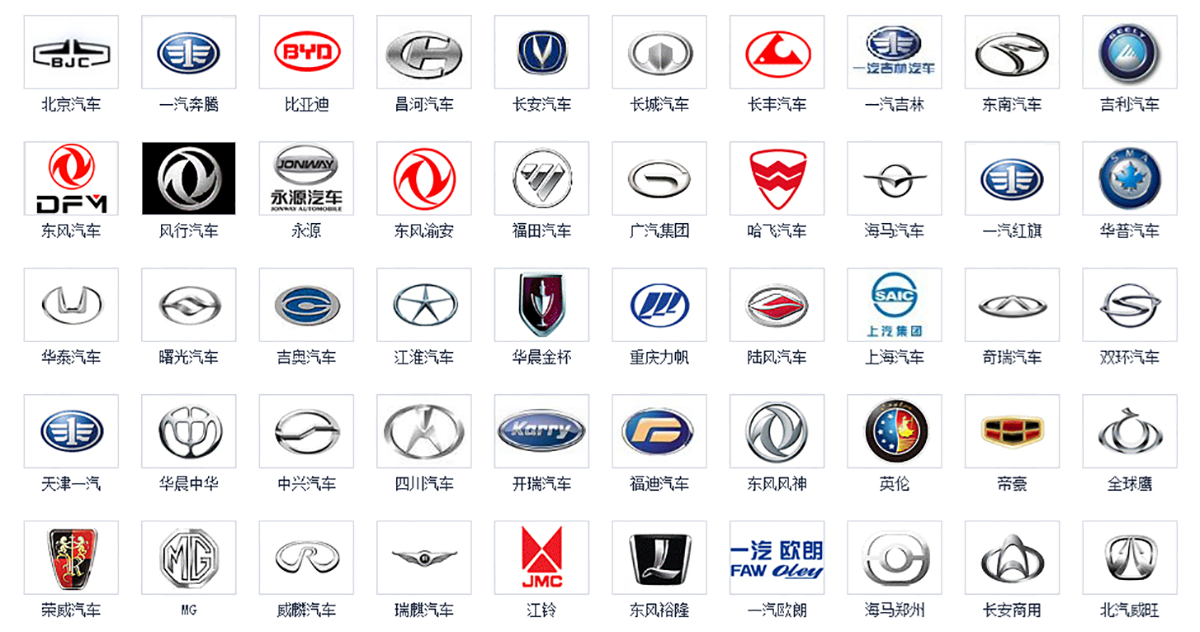 BJC
BYD
一汽吉林汽车
GEELY
北京汽车
一汽奔腾
比亚迪
昌河汽车
长安汽车
长城汽车
长丰汽车
一汽吉林
东南汽车
吉利汽车
DFM
JONWAY
永源汽车
JONWAY AUTOMOBILE
SMA
东风汽车
风行汽车
永源
东风渝安
福田汽车
广汽集团
哈飞汽车
海马汽车
一汽红旗
华普汽车
SAIC
上汽集团
华泰汽车
曙光汽车
吉奥汽车
江淮汽车
华晨金杯
重庆力帆
陆风汽车
上海汽车
奇瑞汽车
双环汽车
Karry
天津一汽
华晨中华
中兴汽车
四川汽车
开瑞汽车
福迪汽车
东风风神
英伦
帝豪
全球鹰
R
MG
JMC
一汽 欧朗
FAW Oley
荣威汽车
MG
威麟汽车
瑞麒汽车
江铃
东风裕隆
一汽欧朗
海马郑州
长安商用
北汽威旺